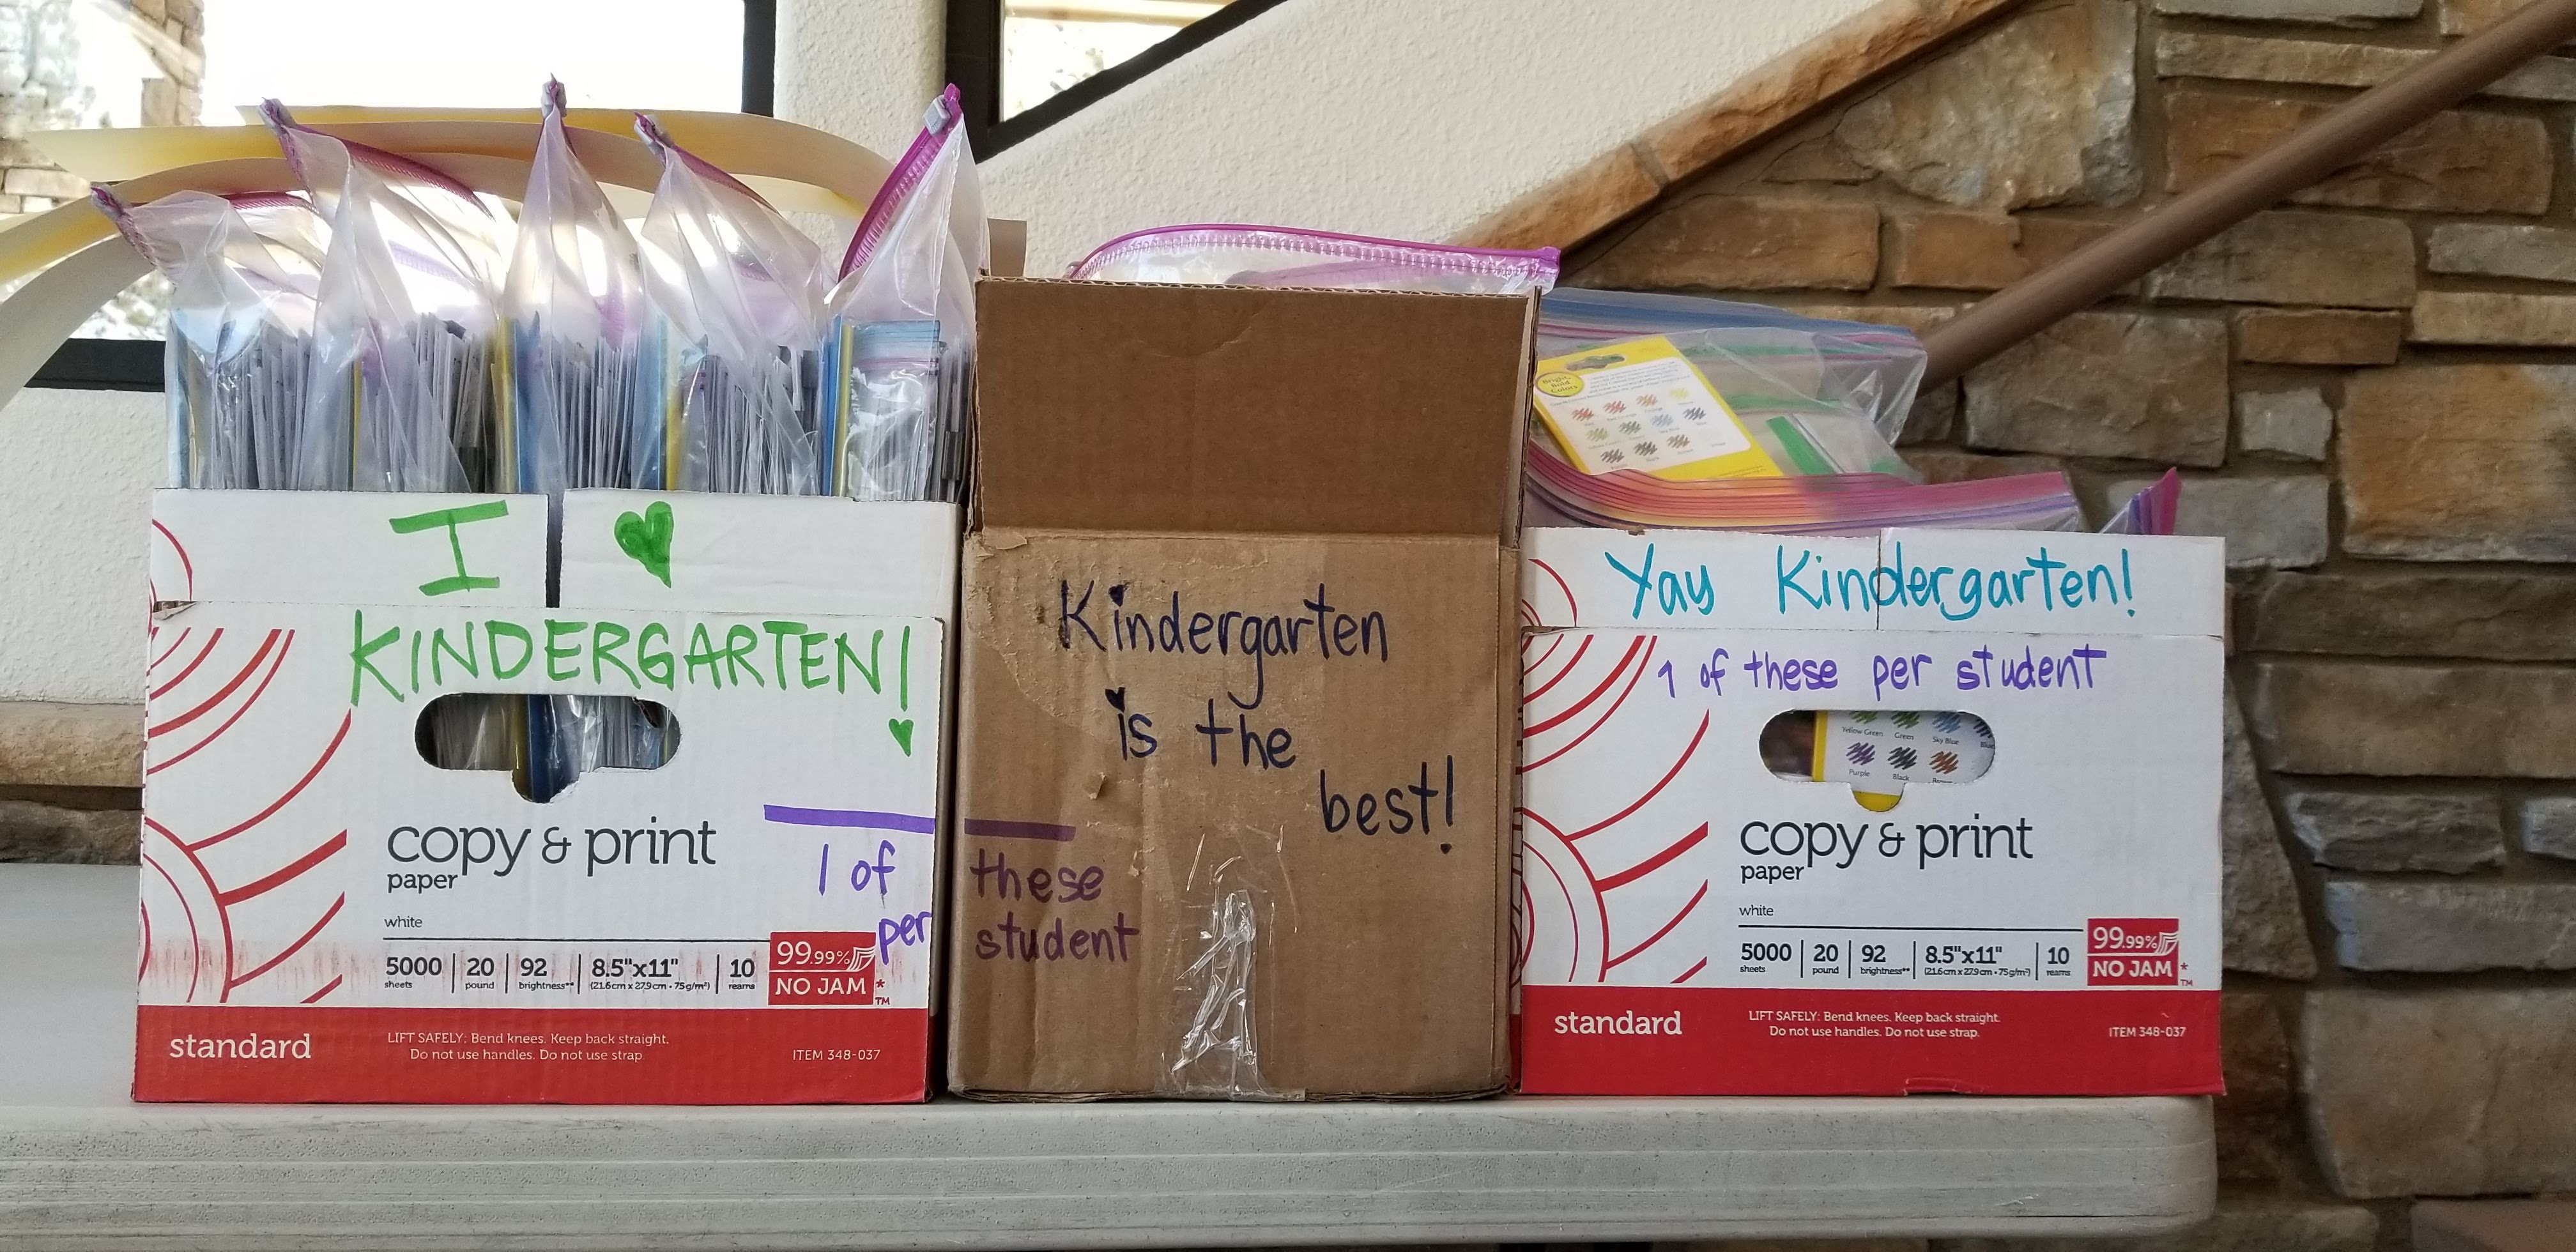 I ♥
KINDERGARTEN!
copy & print
paper
white
5000 sheets | 20 pound | 92 brightness** | 8.5"x11" (21.6cm x 27.9cm • 75g/m²) | 10 reams
99.99%
NO JAM*™
1 of
per
standard
LIFT SAFELY: Bend knees. Keep back straight.
Do not use handles. Do not use strap
ITEM 348-037
Kindergarten
is the
best!
these
student
Bright
Bold
Colors
Yay Kindergarten!
1 of these per student
Yellow Green Green Sky Blue
Purple Black
copy & print
paper
white
5000 sheets | 20 pound | 92 brightness** | 8.5"x11" (21.6cm x 27.9cm • 75g/m²) | 10 reams
99.99%
NO JAM*™
standard
LIFT SAFELY: Bend knees. Keep back straight.
Do not use handles. Do not use strap.
ITEM 348-037